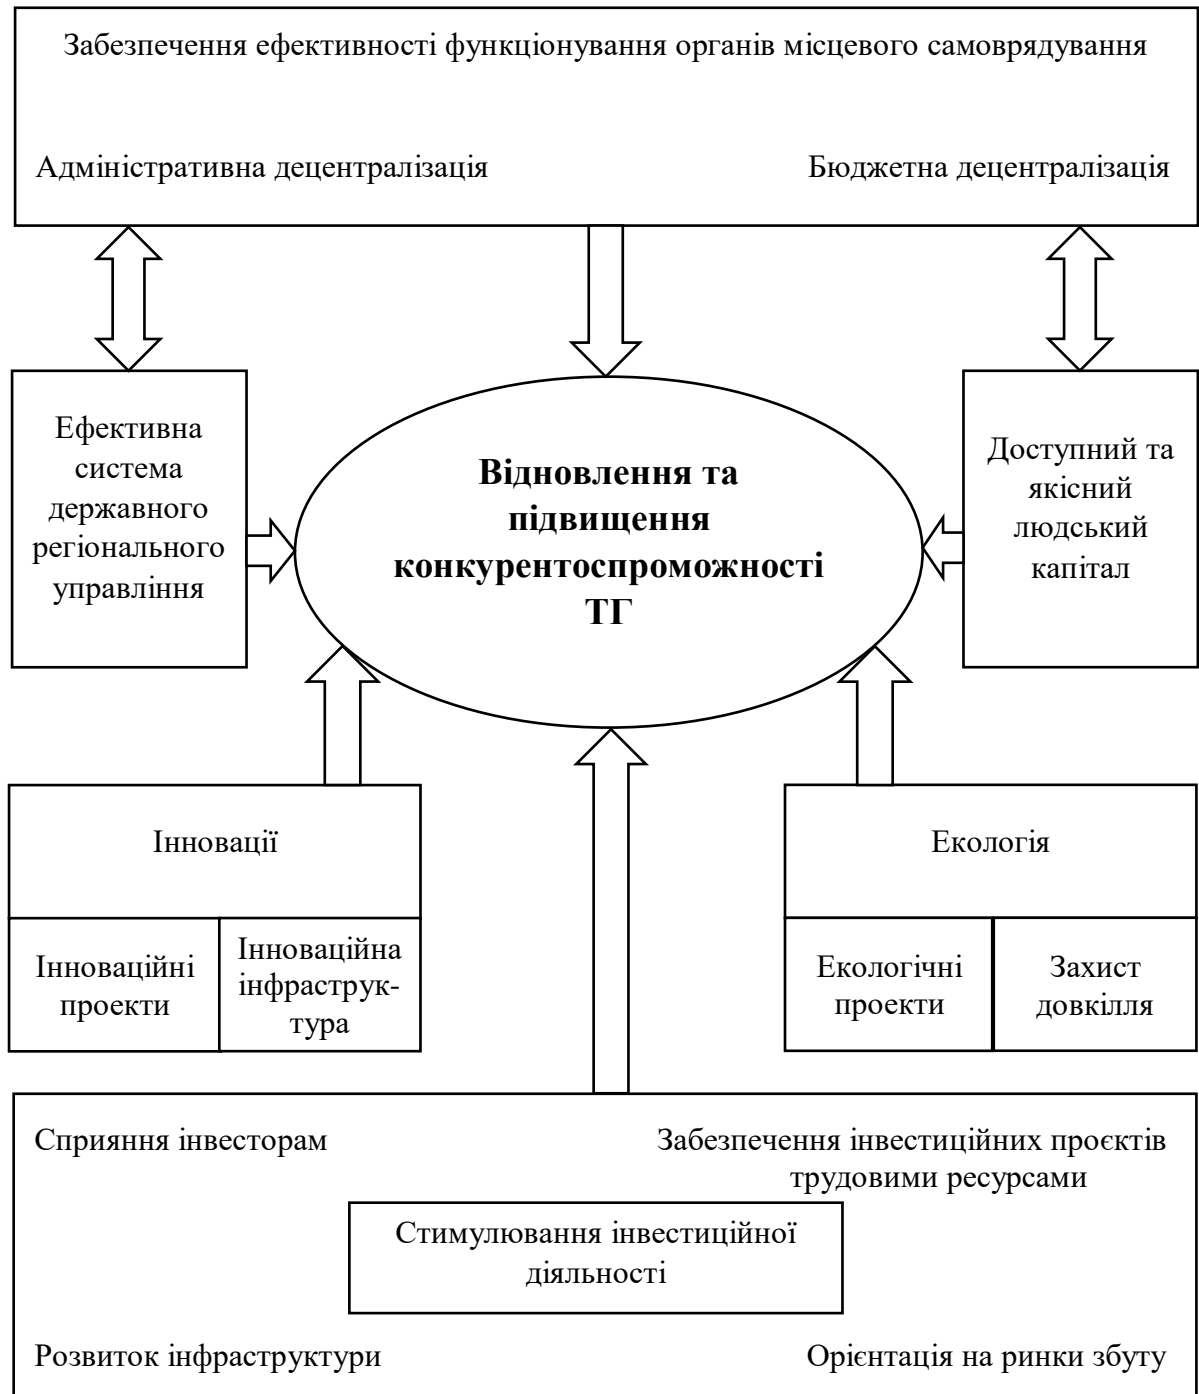 Забезпечення ефективності функціонування органів місцевого самоврядування
Адміністративна децентралізація
Бюджетна децентралізація
Ефективна
система
державного
регіонального
управління
Відновлення та
підвищення
конкурентоспроможності
ТГ
Доступний та
якісний
людський
капітал
Інновації
Інноваційні
проекти
Інноваційна
інфраструк-
тура
Екологія
Екологічні
проекти
Захист
довкілля
Сприяння інвесторам
Забезпечення інвестиційних проєктів
трудовими ресурсами
Стимулювання інвестиційної
діяльності
Розвиток інфраструктури
Орієнтація на ринки збуту